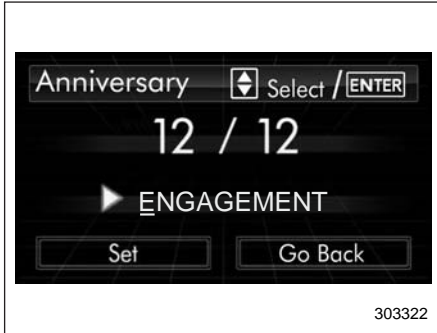 Anniversary Select / ENTER
12 / 12
ENGAGEMENT
Set Go Back
303322